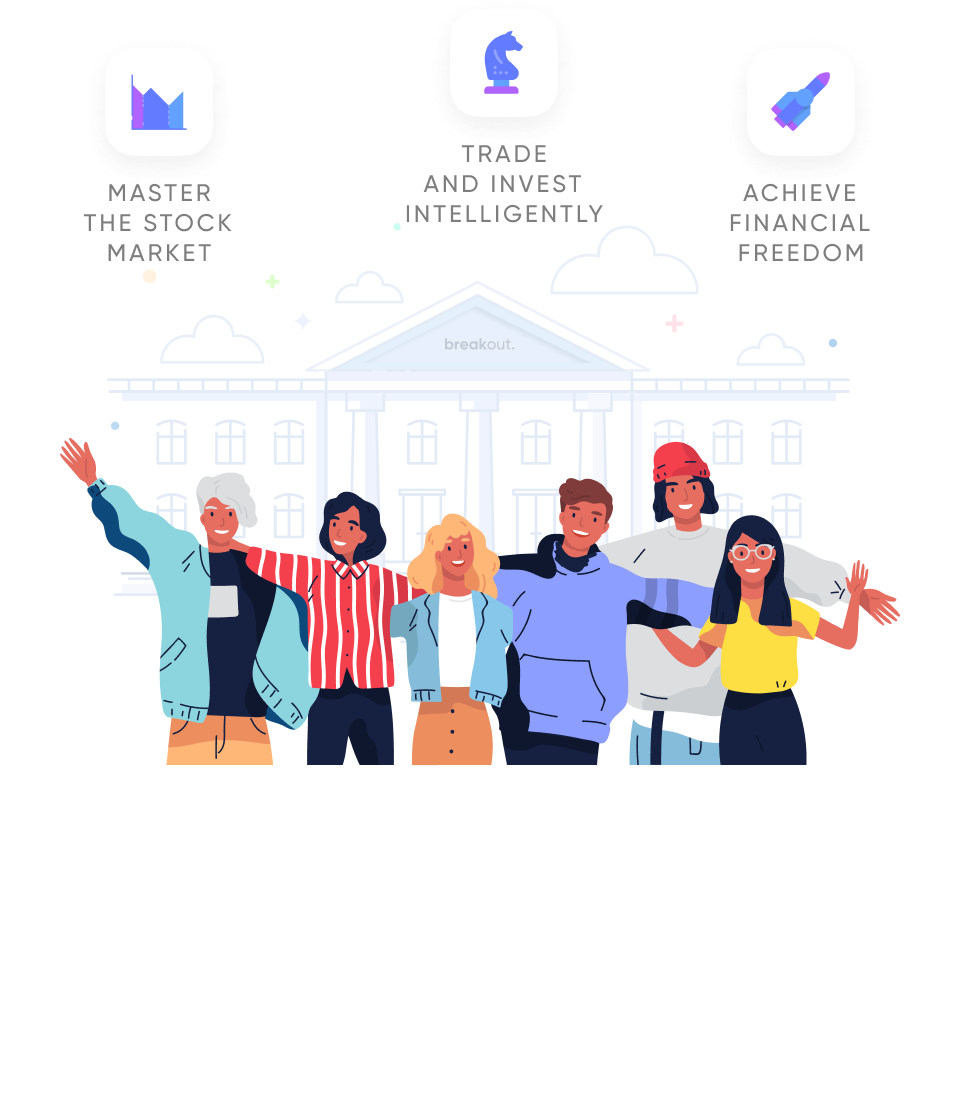 MASTER
THE STOCK
MARKET
TRADE
AND INVEST
INTELLIGENTLY
ACHIEVE
FINANCIAL
FREEDOM
breakout.